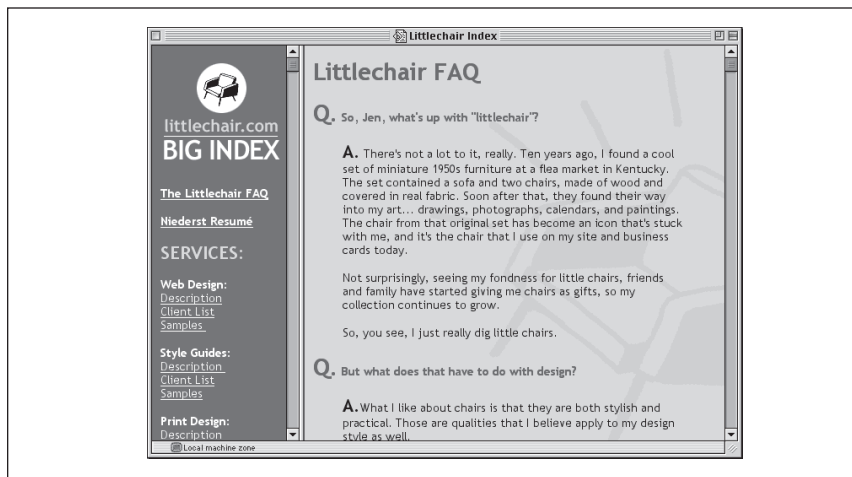 Littlechair Index
littlechair.com
BIG INDEX
The Littlechair FAQ
Niederst Resumé
SERVICES:
Web Design:
Description
Client List
Samples
Style Guides:
Description
Client List
Samples
Print Design:
Description
Littlechair FAQ
Q. So, Jen, what's up with "littlechair"?
A. There's not a lot to it, really. Ten years ago, I found a cool
set of miniature 1950s furniture at a flea market in Kentucky.
The set contained a sofa and two chairs, made of wood and
covered in real fabric. Soon after that, they found their way
into my art... drawings, photographs, calendars, and paintings.
The chair from that original set has become an icon that's stuck
with me, and it's the chair that I use on my site and business
cards today.
Not surprisingly, seeing my fondness for little chairs, friends
and family have started giving me chairs as gifts, so my
collection continues to grow.
So, you see, I just really dig little chairs.
Q. But what does that have to do with design?
A. What I like about chairs is that they are both stylish and
practical. Those are qualities that I believe apply to my design
style as well.
Local machine zone